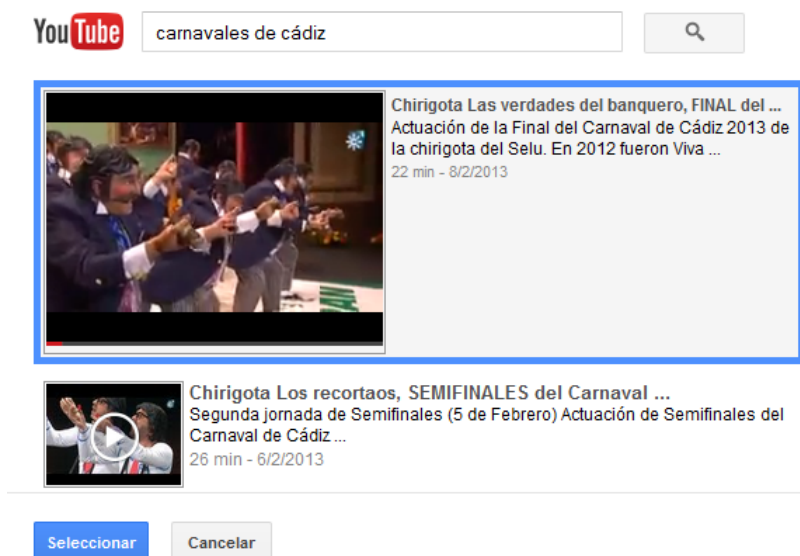 YouTube
carnavales de cádiz
Chirigota Las verdades del banquero, FINAL del ...
Actuación de la Final del Carnaval de Cádiz 2013 de
la chirigota del Selu. En 2012 fueron Viva ...
22 min - 8/2/2013
Chirigota Los recortaos, SEMIFINALES del Carnaval ...
Segunda jornada de Semifinales (5 de Febrero) Actuación de Semifinales del
Carnaval de Cádiz ...
26 min - 6/2/2013
Seleccionar
Cancelar